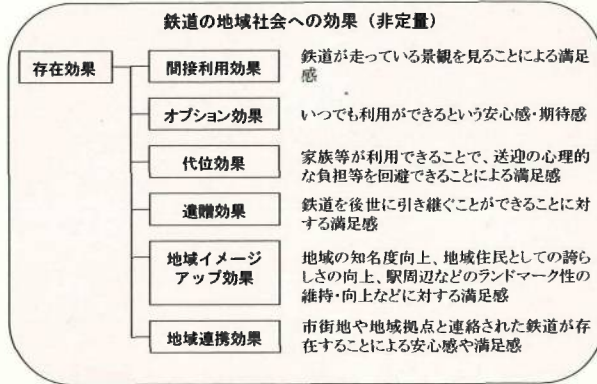 鉄道の地域社会への効果（非定量）
存在効果
間接利用効果
鉄道が走っている景観を見ることによる満足
感
オプション効果
いつでも利用ができるという安心感・期待感
代位効果
家族等が利用できることで、送迎の心理的
な負担等を回避できることによる満足感
遺贈効果
鉄道を後世に引き継ぐことができることに対
する満足感
地域イメージ
アップ効果
地域の知名度向上、地域住民としての誇ら
しさの向上、駅周辺などのランドマーク性の
維持・向上などに対する満足感
地域連携効果
市街地や地域拠点と連絡された鉄道が存
在することによる安心感や満足感